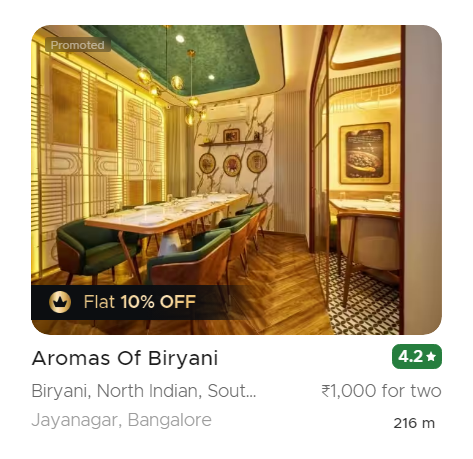 Promoted
Flat 10% OFF
Aromas Of Biryani
4.2★
Biryani, North Indian, Sout...
₹1,000 for two
Jayanagar, Bangalore
216 m